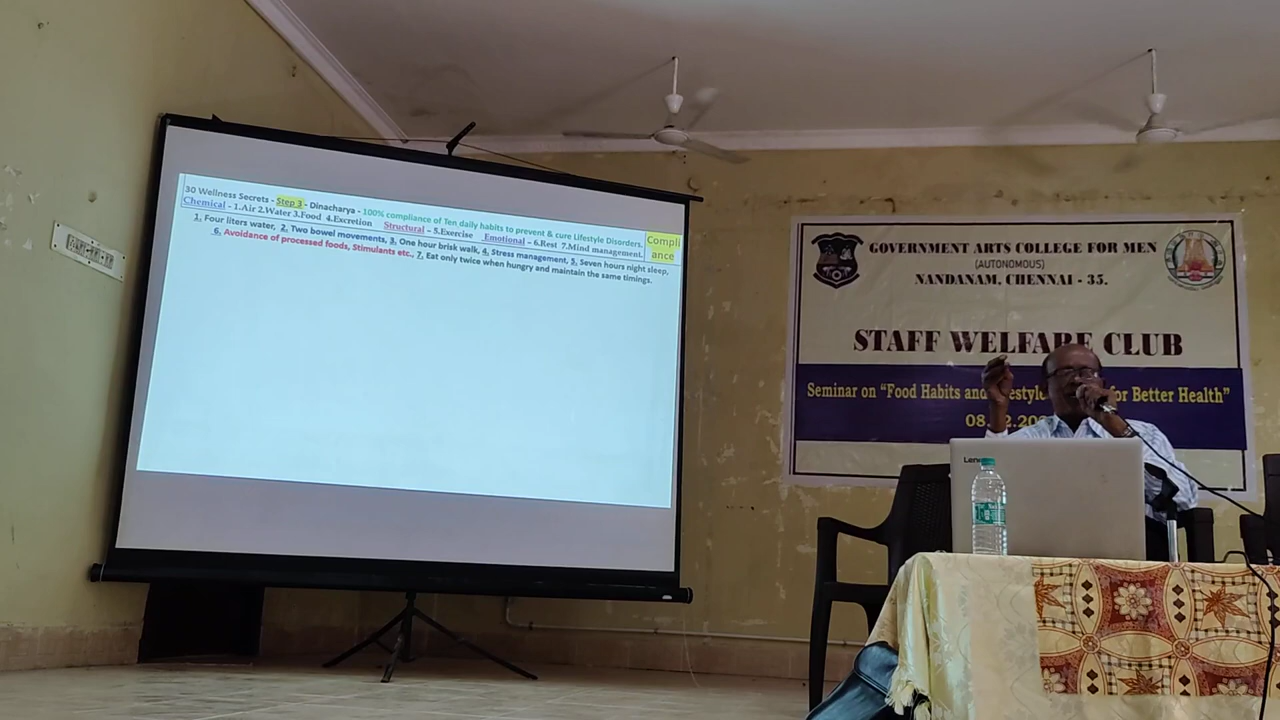 30 Wellness Secrets - Step 3 - Dinacharya - 100% compliance of Ten daily habits to prevent & cure Lifestyle Disorders.
Chemical - 1.Air 2.Water 3.Food 4.Excretion Structural - 5.Exercise Emotional - 6.Rest 7.Mind management.
Compli
ance
1. Four liters water, 2. Two bowel movements, 3. One hour brisk walk, 4. Stress management, 5. Seven hours night sleep,
6. Avoidance of processed foods, Stimulants etc., 7. Eat only twice when hungry and maintain the same timings.
GOVERNMENT ARTS COLLEGE FOR MEN
(AUTONOMOUS)
NANDANAM, CHENNAI - 35.
STAFF WELFARE CLUB
Seminar on "Food Habits and for Better Health"
08
Len